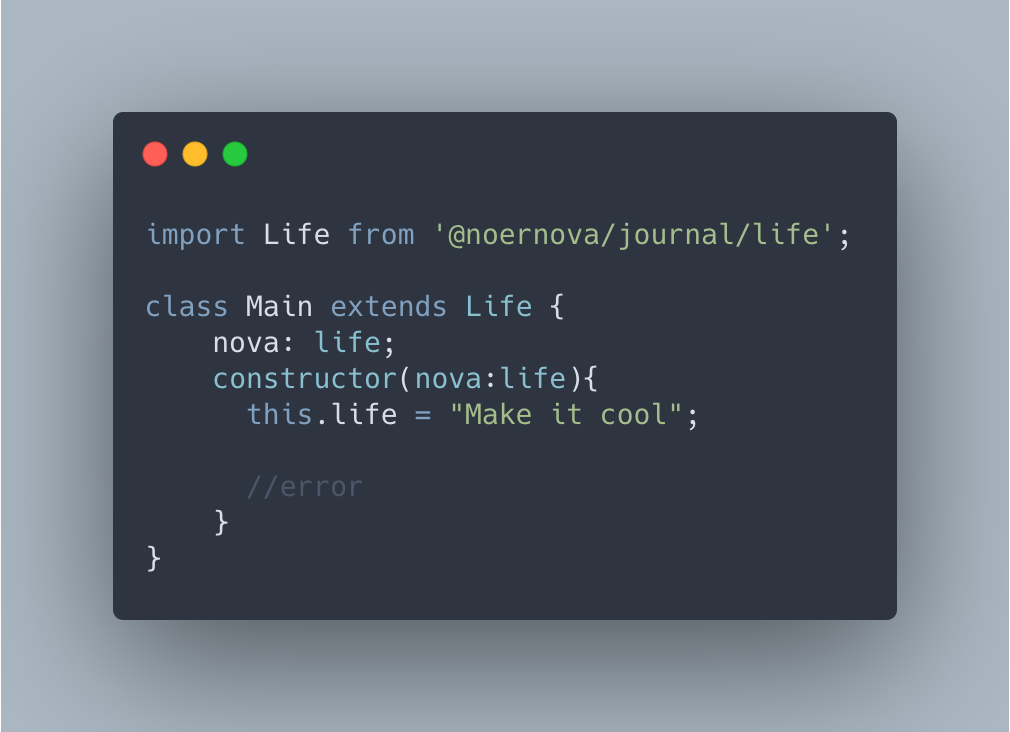 import Life from '@noernova/journal/life';
class Main extends Life {
nova: life;
constructor(nova:life){
this.life = "Make it cool";
//error
}
}